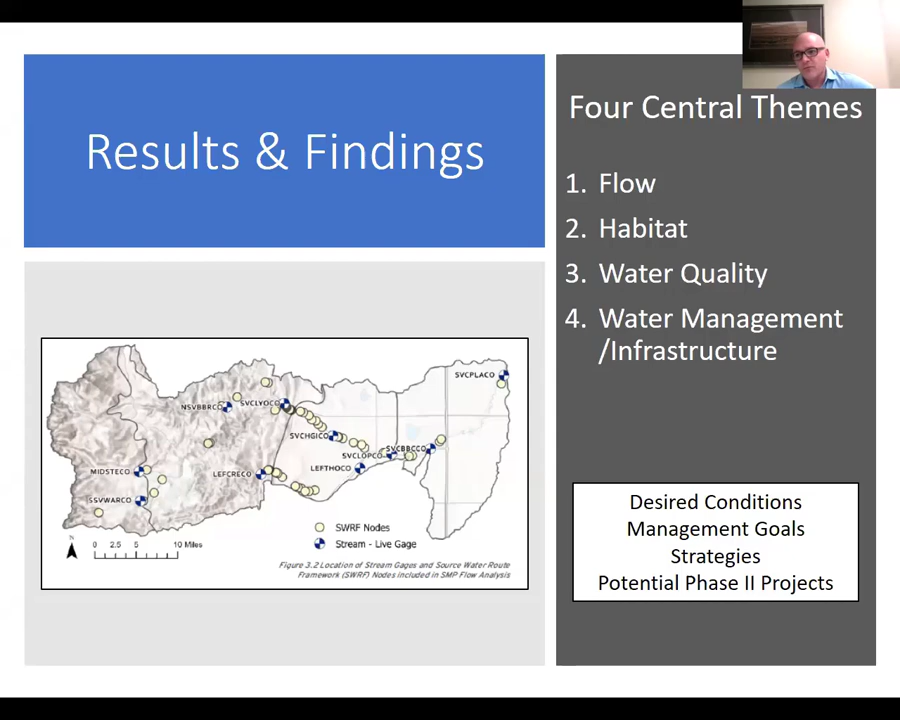 Results & Findings
Four Central Themes
1. Flow
2. Habitat
3. Water Quality
4. Water Management
/Infrastructure
SVCPLACO
NSVBBRCO
SVCLYOCO
SVCHGICO
SVCLOPCO
SVCBBCCO
MIDSTECO
LEFCRECO
LEFTHOCO
SSVWARCO
SWRF Nodes
Stream - Live Gage
0 2.5 5 10 Miles
N
Figure 3.2 Location of Stream Gages and Source Water Route
Framework (SWRF) Nodes included in SMP Flow Analysis
Desired Conditions
Management Goals
Strategies
Potential Phase II Projects